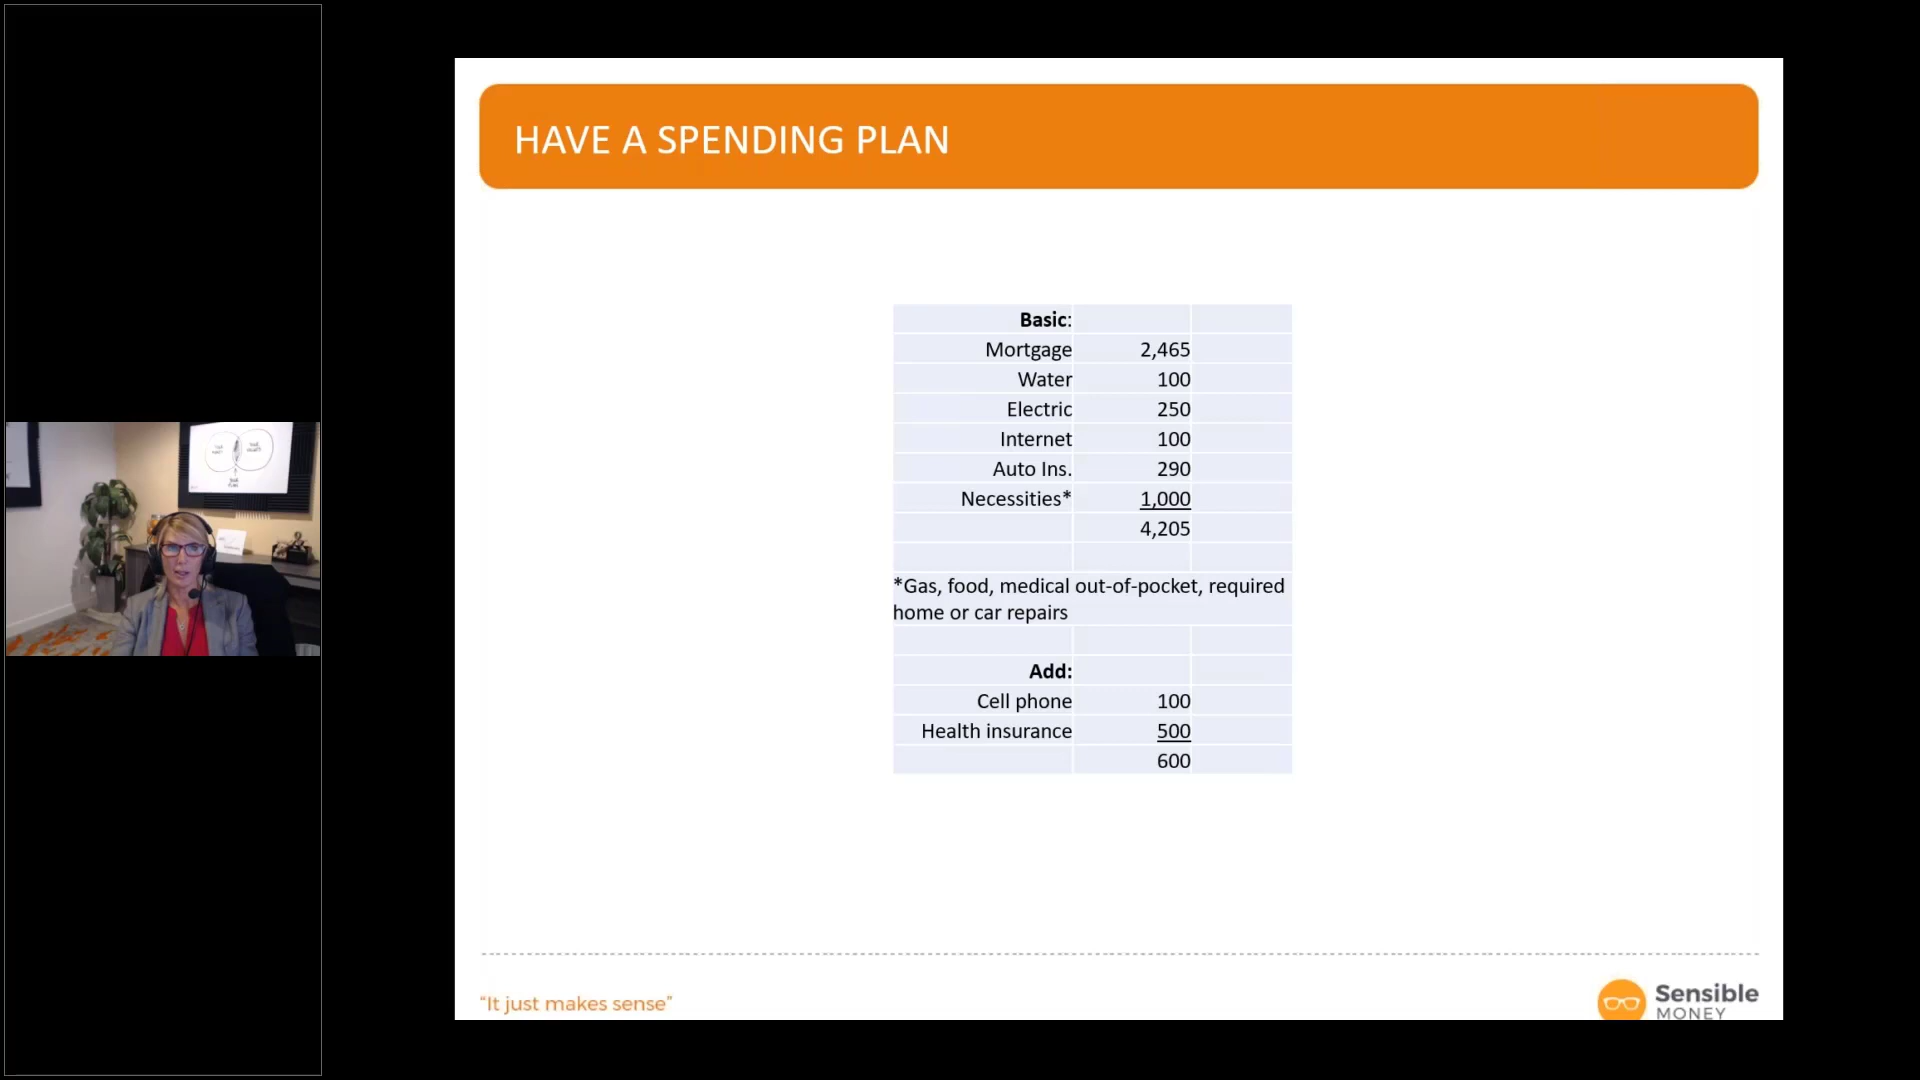 HAVE A SPENDING PLAN
Basic:
Mortgage 2,465
Water 100
Electric 250
Internet 100
Auto Ins. 290
Necessities* 1,000
4,205
*Gas, food, medical out-of-pocket, required
home or car repairs
Add:
Cell phone 100
Health insurance 500
600
“It just makes sense”
Sensible
MONEY